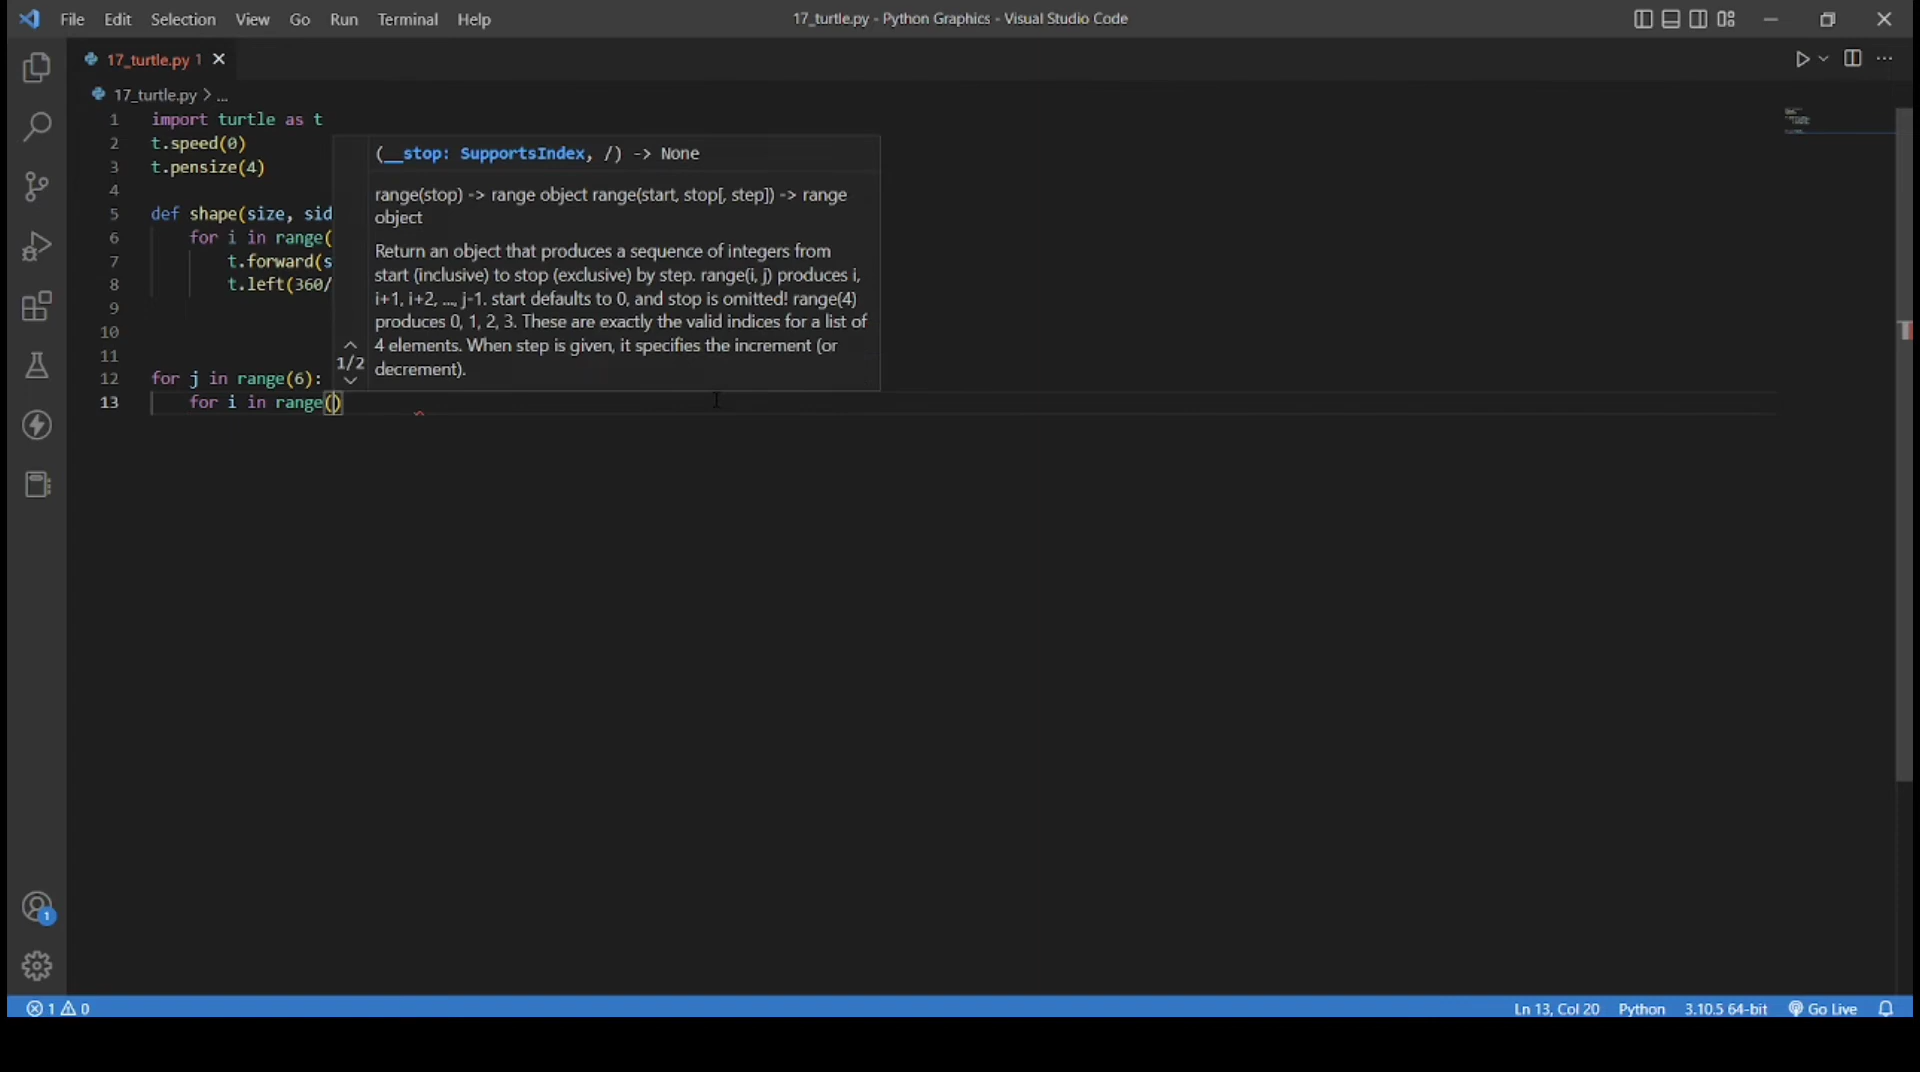 File Edit Selection View Go Run Terminal Help
17_turtle.py - Python Graphics - Visual Studio Code
17_turtle.py 1
17_turtle.py > ...
1 import turtle as t
2 t.speed(0)
3 t.pensize(4)
4
5 def shape(size, sid
6 for i in range(
7 t.forward(s
8 t.left(360/
9
10
11
12 for j in range(6):
13 for i in range()
(__stop: SupportsIndex, /) -> None
range(stop) -> range object range(start, stop[, step]) -> range
object
Return an object that produces a sequence of integers from
start (inclusive) to stop (exclusive) by step. range(i, j) produces i,
i+1, i+2, ..., j-1. start defaults to 0, and stop is omitted! range(4)
produces 0, 1, 2, 3. These are exactly the valid indices for a list of
4 elements. When step is given, it specifies the increment (or
decrement).
1/2
1
1 0
Ln 13, Col 20 Python 3.10.5 64-bit Go Live